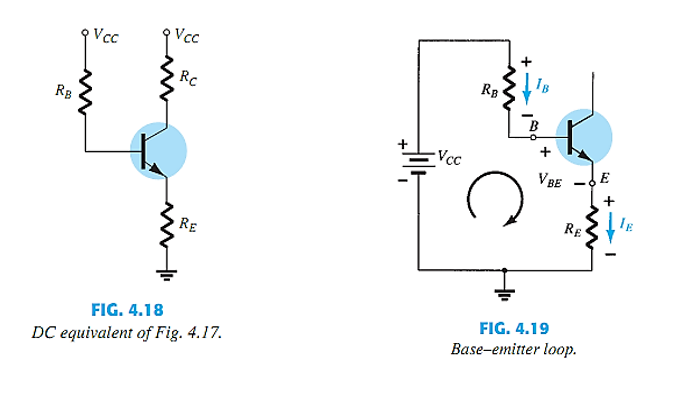 VCC
VCC
RB
RC
RE
FIG. 4.18
DC equivalent of Fig. 4.17.
+
RB
IB
−
B
+
VCC
−
+
VBE
−
E
+
RE
IE
−
FIG. 4.19
Base–emitter loop.